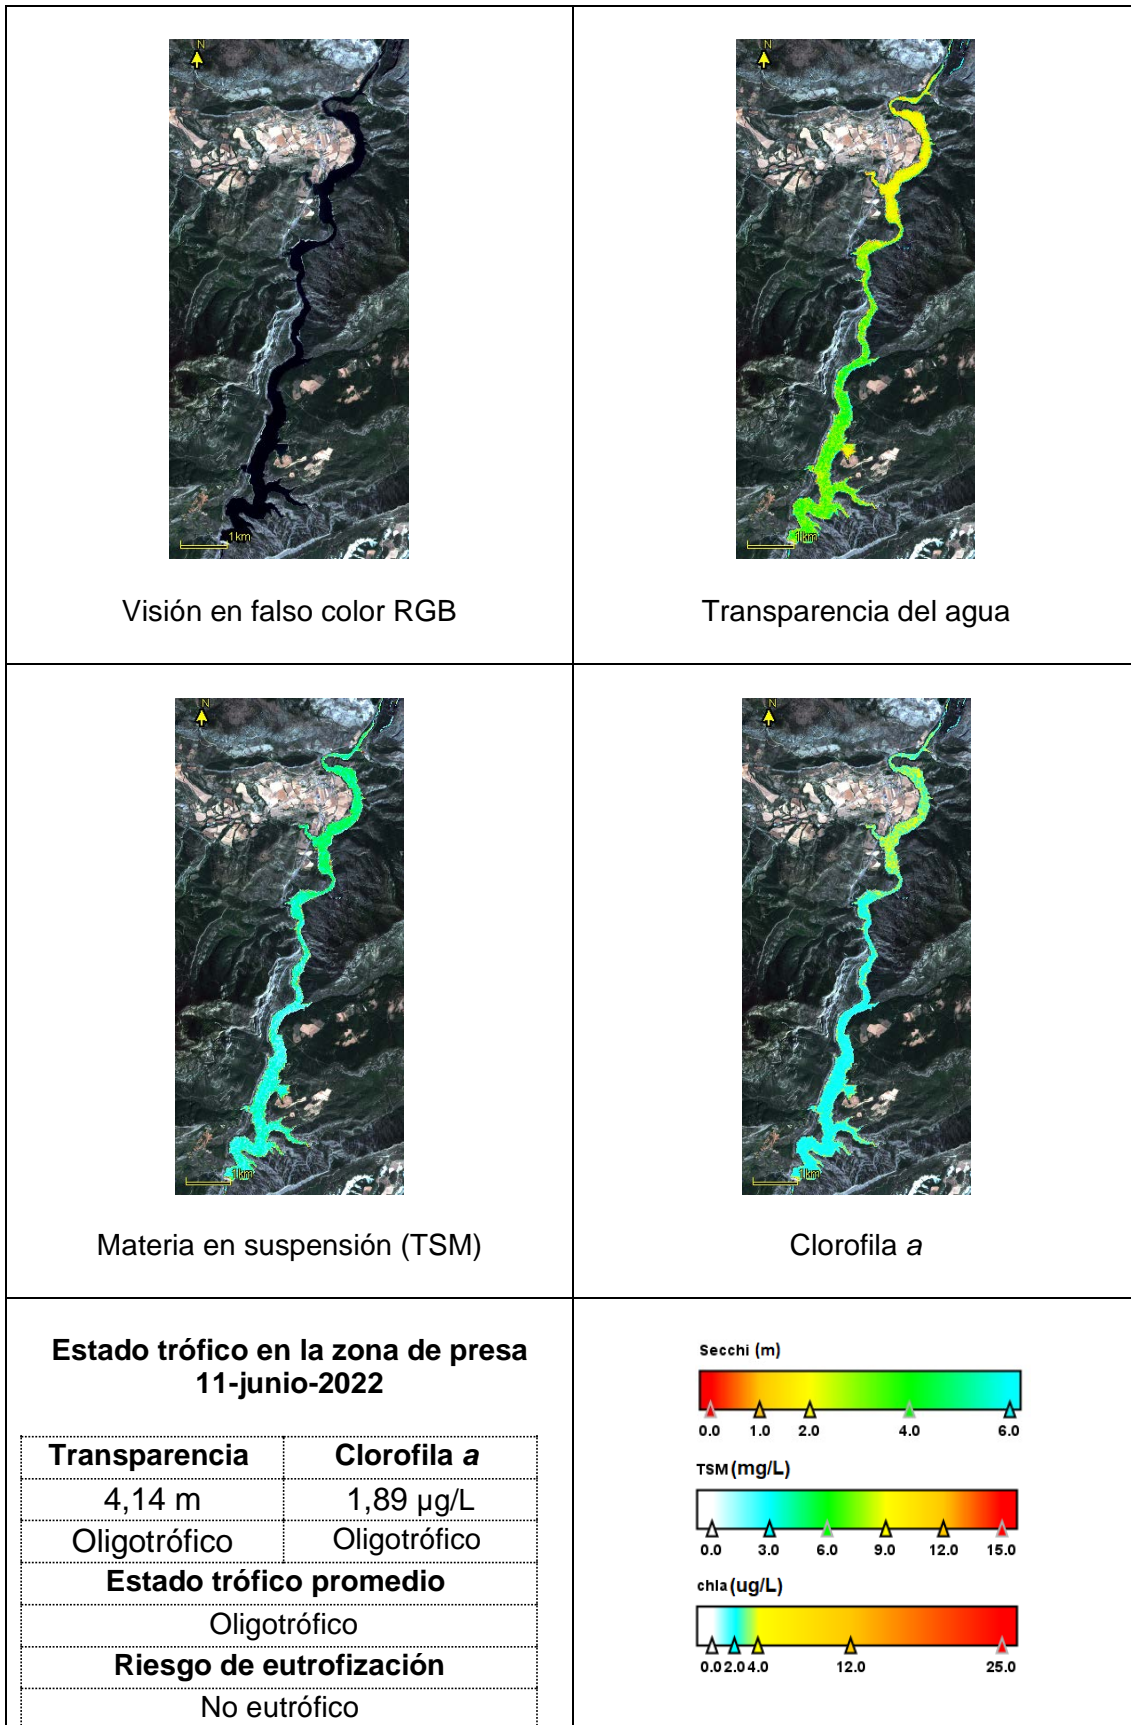 N
1km
Visión en falso color RGB
N
1km
Transparencia del agua
N
1km
Materia en suspensión (TSM)
N
1km
Clorofila a
Estado trófico en la zona de presa
11-junio-2022
Transparencia Clorofila a
4,14 m 1,89 µg/L
Oligotrófico Oligotrófico
Estado trófico promedio
Oligotrófico
Riesgo de eutrofización
No eutrófico
Secchi (m)
0.0 1.0 2.0 4.0 6.0
TSM (mg/L)
0.0 3.0 6.0 9.0 12.0 15.0
chla (ug/L)
0.0 2.0 4.0 12.0 25.0